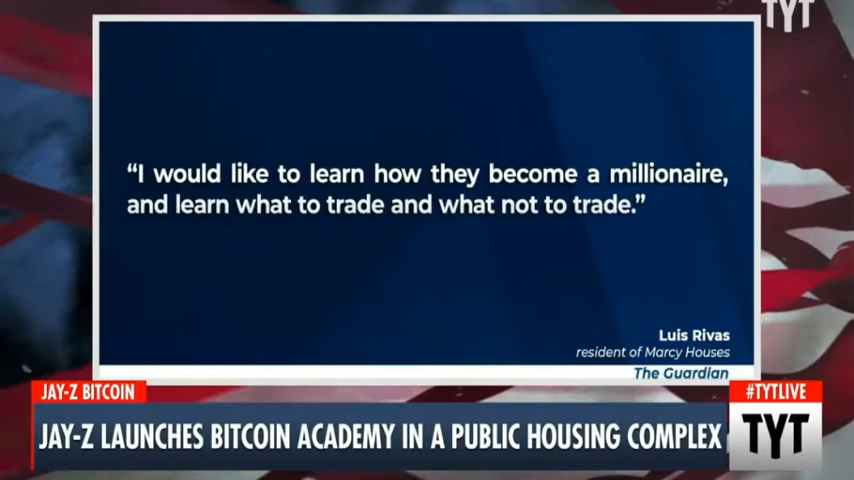 TYT
“I would like to learn how they become a millionaire,
and learn what to trade and what not to trade.”
Luis Rivas
resident of Marcy Houses
The Guardian
JAY-Z BITCOIN
#TYTLIVE
JAY-Z LAUNCHES BITCOIN ACADEMY IN A PUBLIC HOUSING COMPLEX
TYT